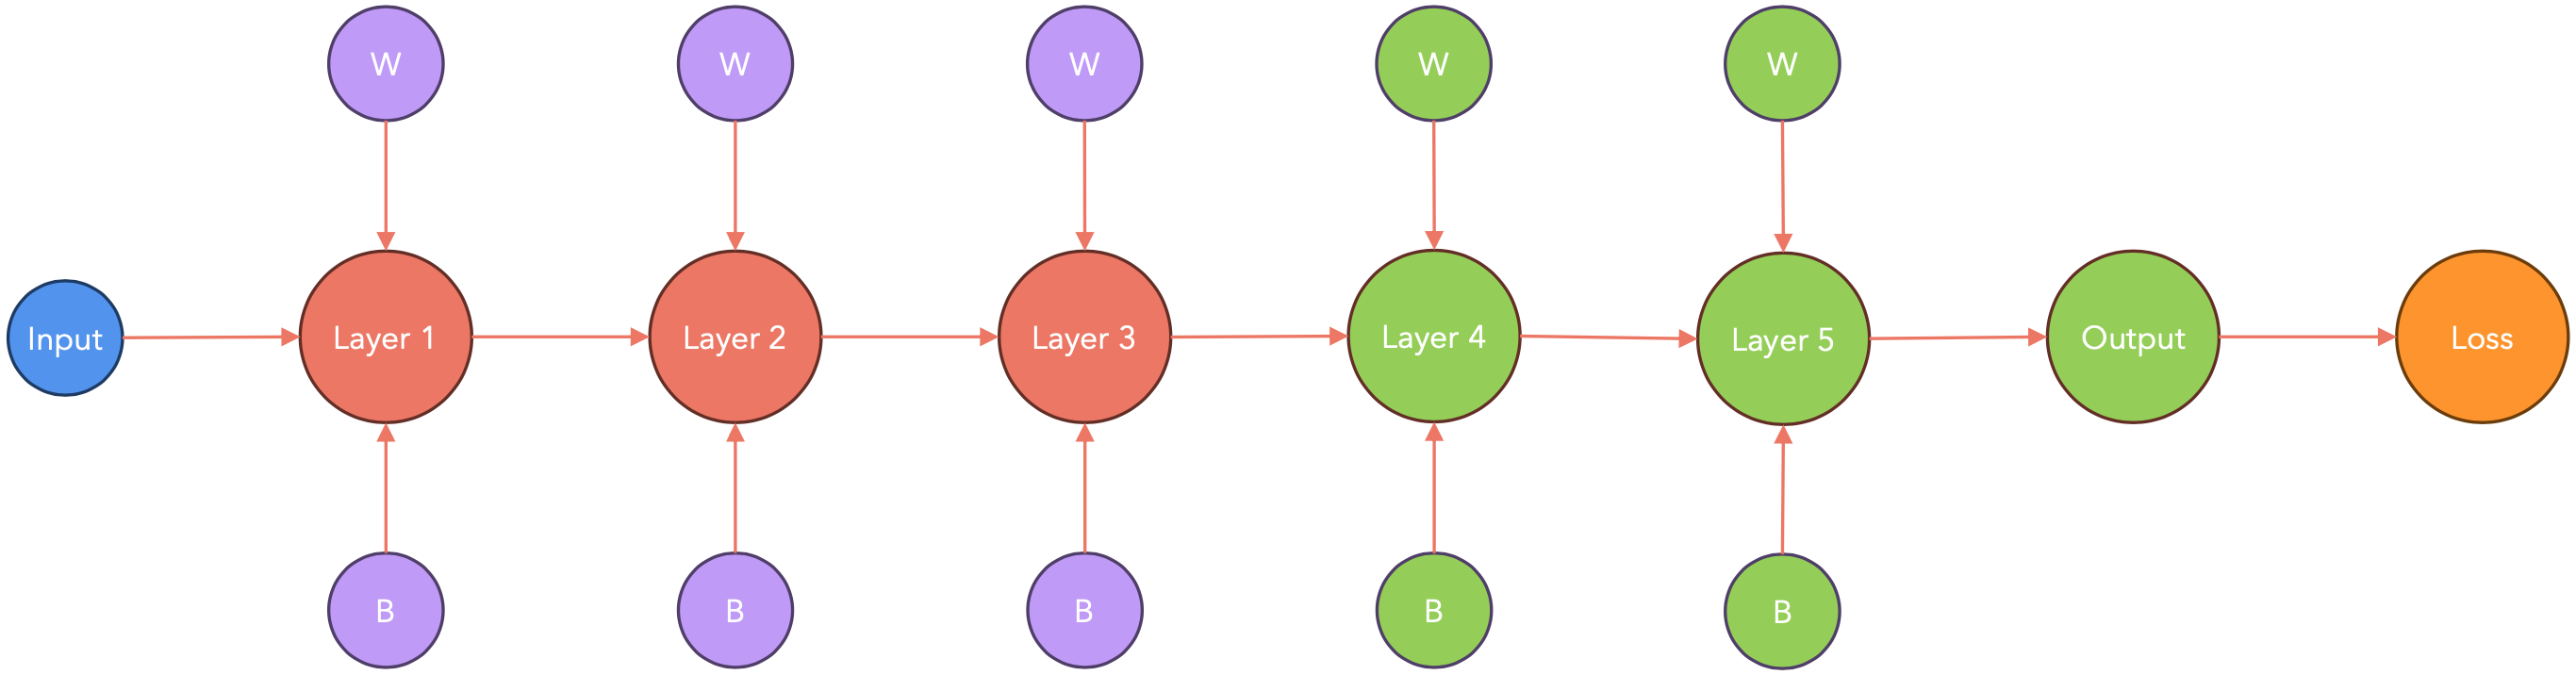 W
W
W
W
W
Input
Layer 1
Layer 2
Layer 3
Layer 4
Layer 5
Output
Loss
B
B
B
B
B